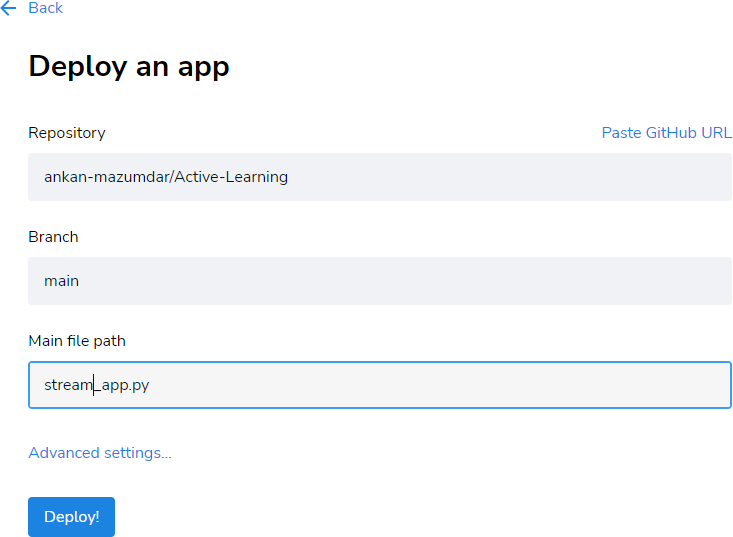 Back
Deploy an app
Repository Paste GitHub URL
ankan-mazumdar/Active-Learning
Branch
main
Main file path
stream_app.py
Advanced settings...
Deploy!